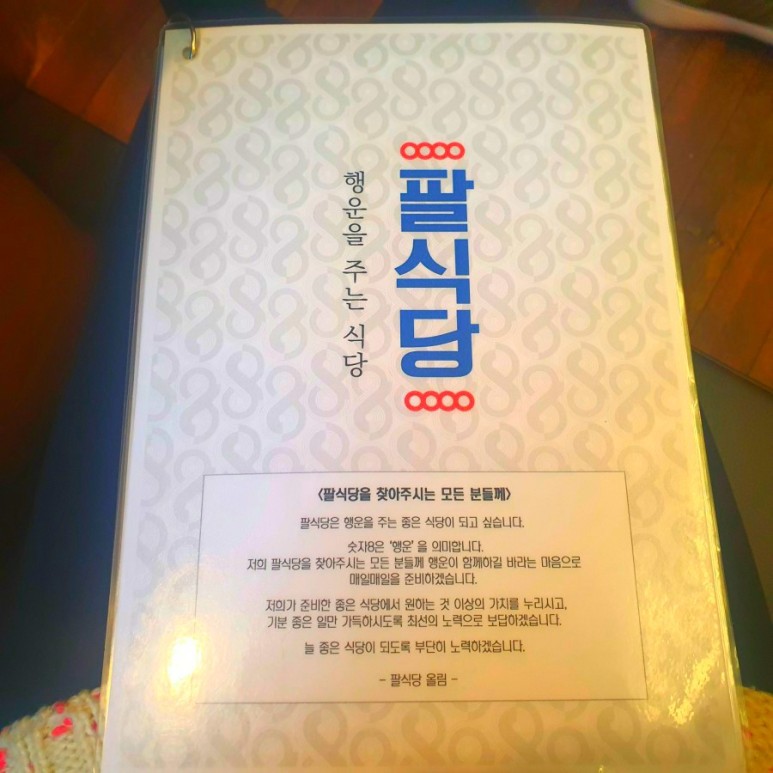 팔식당
행운을 주는 식당
<팔식당을 찾아주시는 모든 분들께>
팔식당은 행운을 주는 좋은 식당이 되고 싶습니다.
숫자8은 '행운' 을 의미합니다.
저희 팔식당을 찾아주시는 모든 분들께 행운이 함께하길 바라는 마음으로
매일매일을 준비하겠습니다.
저희가 준비한 좋은 식당에서 원하는 것 이상의 가치를 누리시고,
기분 좋은 일만 가득하시도록 최선의 노력으로 보답하겠습니다.
늘 좋은 식당이 되도록 부단히 노력하겠습니다.
- 팔식당 올림 -